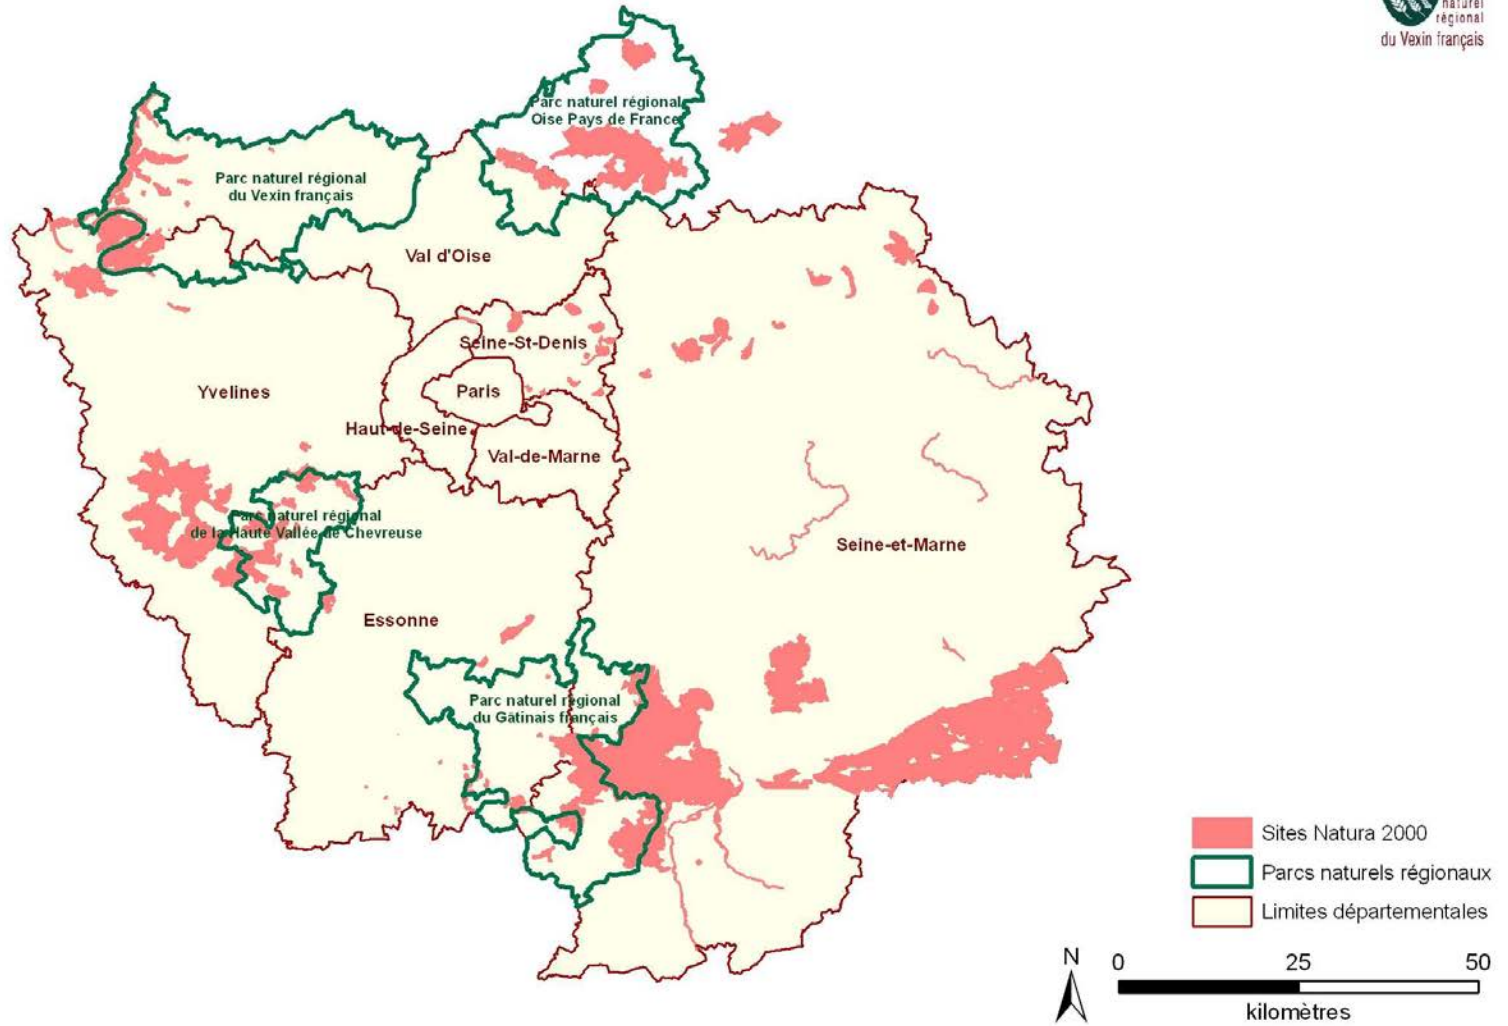 naturel
régional
du Vexin français
Parc naturel régional
Oise Pays de France
Parc naturel régional
du Vexin français
Val d'Oise
Seine-St-Denis
Yvelines
Paris
Haut-de-Seine
Val-de-Marne
Parc naturel régional
de la Haute Vallée de Chevreuse
Seine-et-Marne
Essonne
Parc naturel régional
du Gâtinais français
Sites Natura 2000
Parcs naturels régionaux
Limites départementales
N
0 25 50
kilomètres